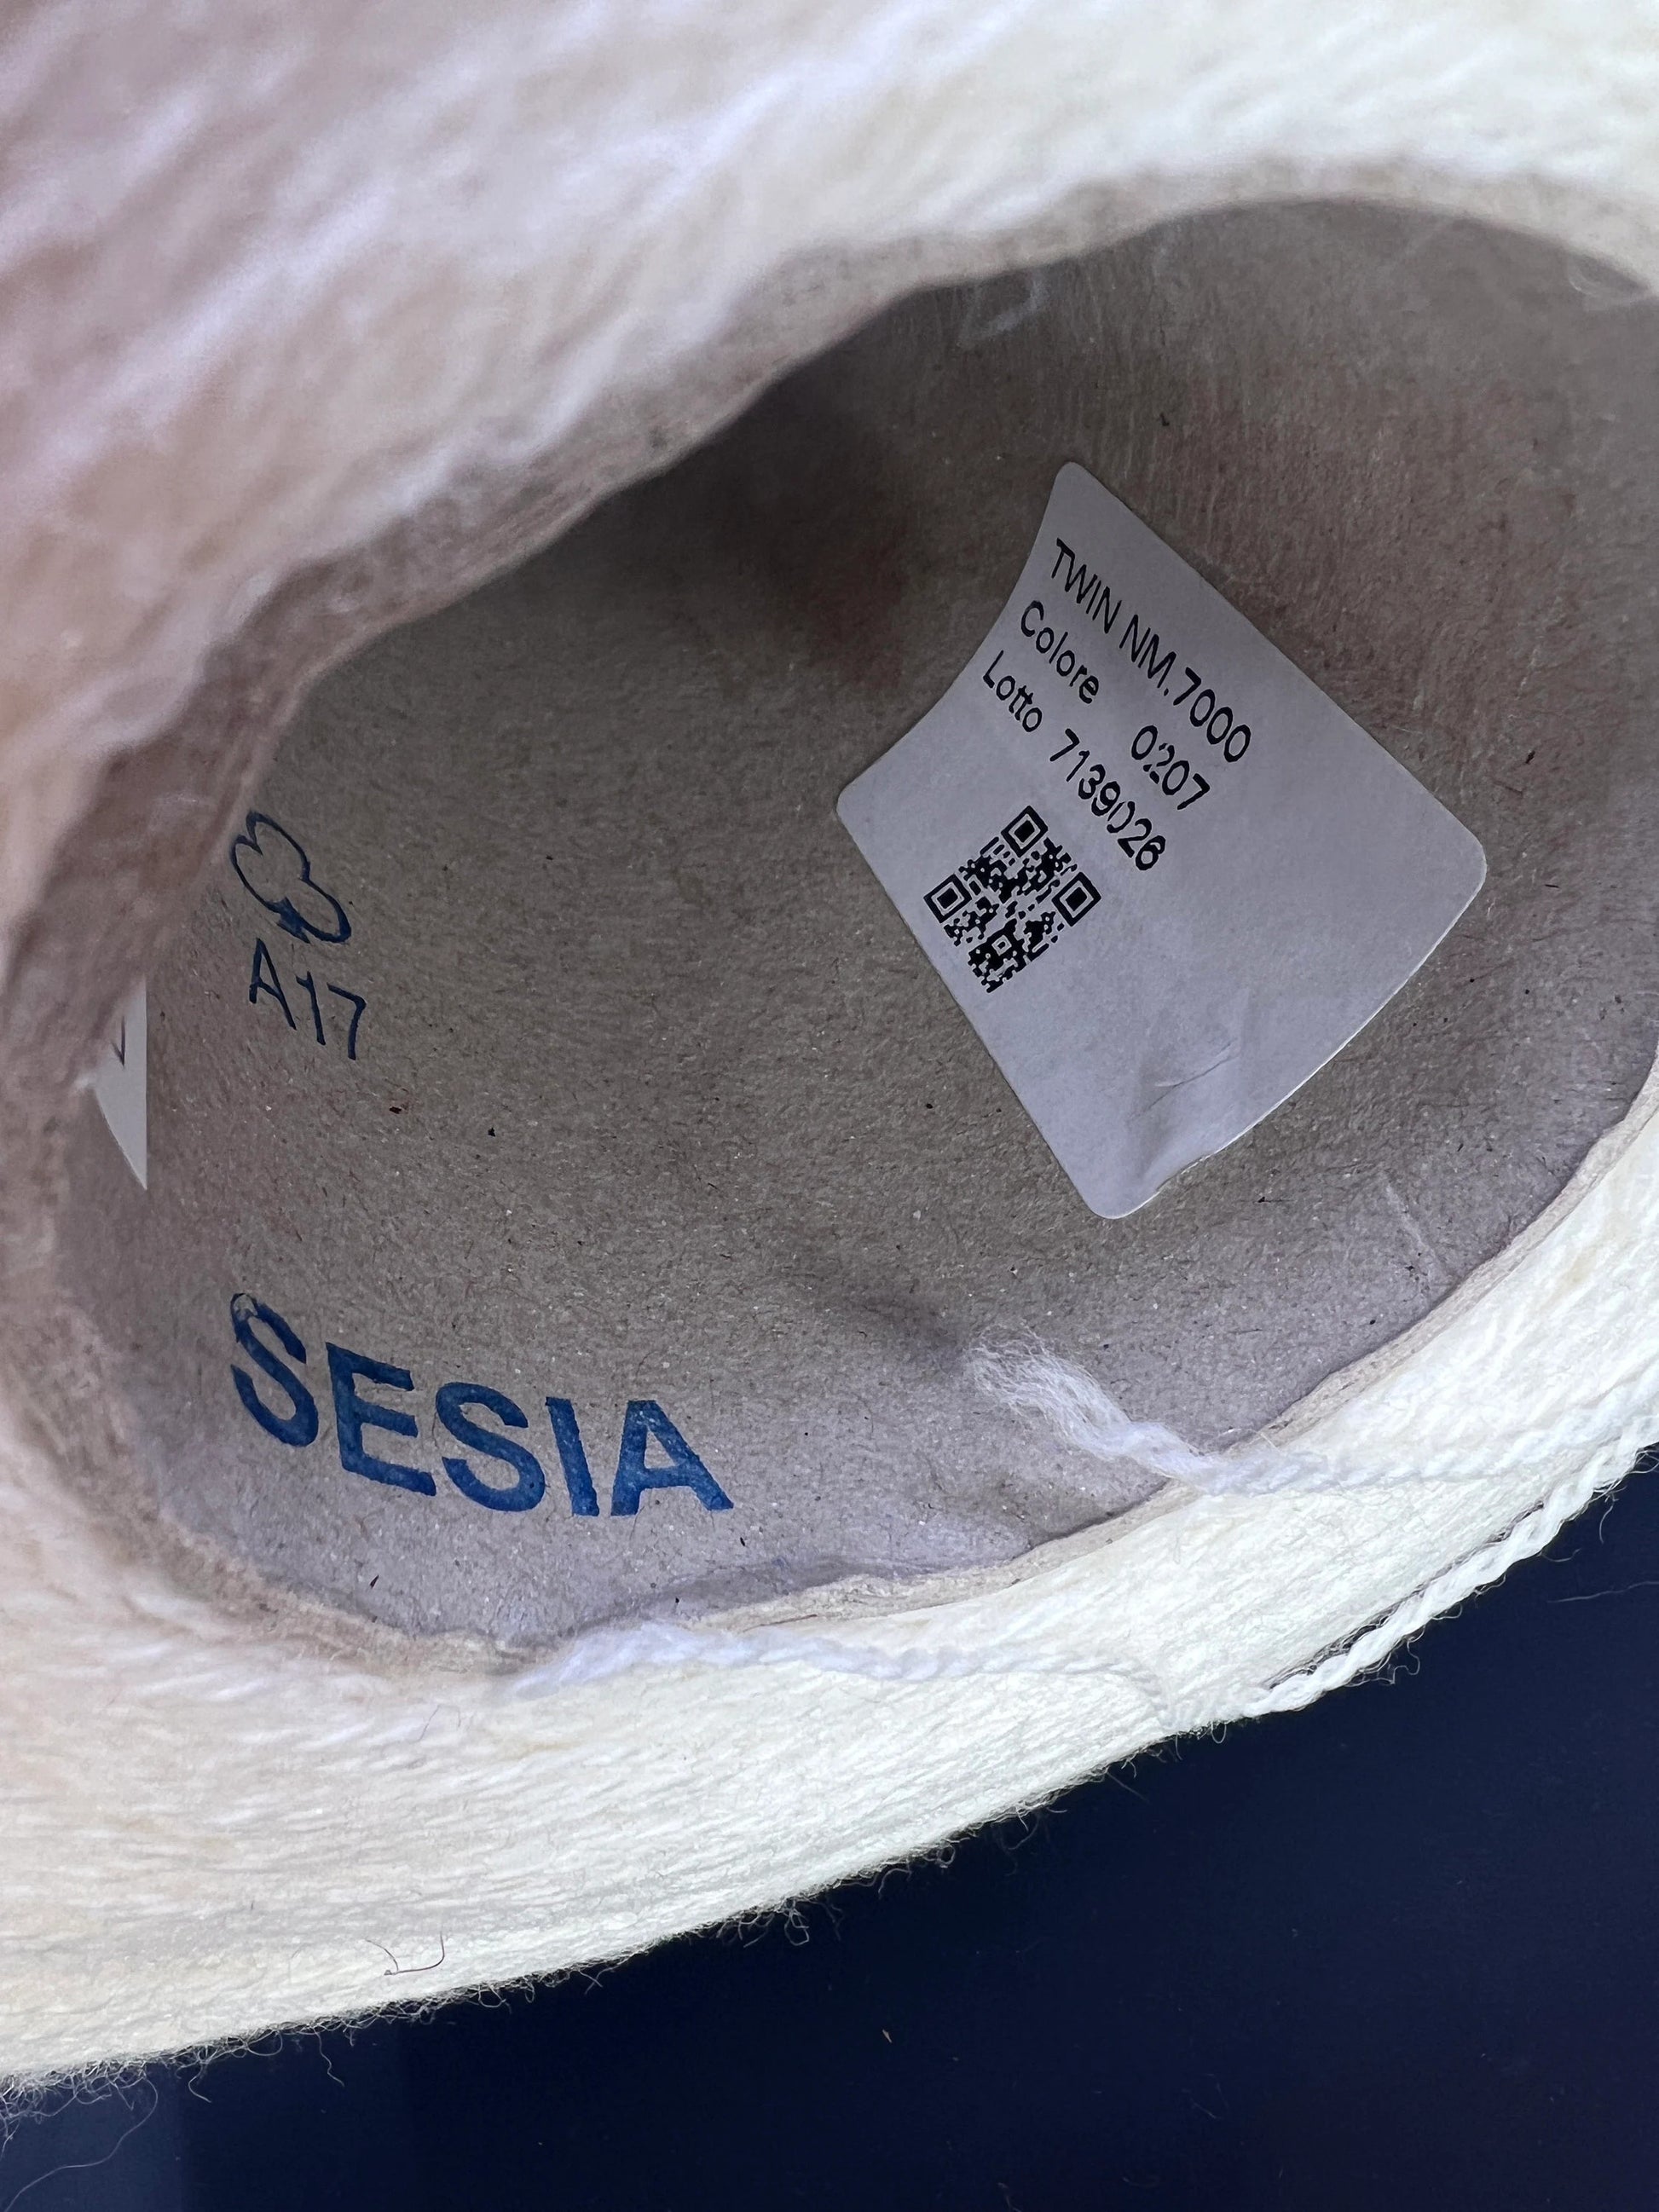 TWIN NM.7000
Colore 0207
Lotto 7139026
A17
SESIA